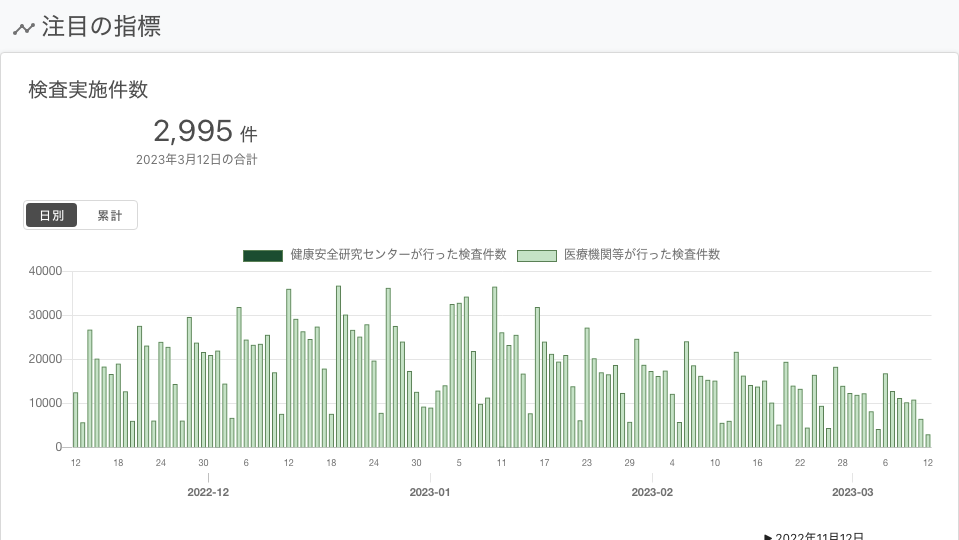 注目の指標
検査実施件数
2,995 件
2023年3月12日の合計
日別 累計
健康安全研究センターが行った検査件数 医療機関等が行った検査件数
40000
30000
20000
10000
0
12 18 24 30 6 12 18 24 30 5 11 17 23 29 4 10 16 22 28 6 12
2022-12 2023-01 2023-02 2023-03
▶ 2022年11月12日